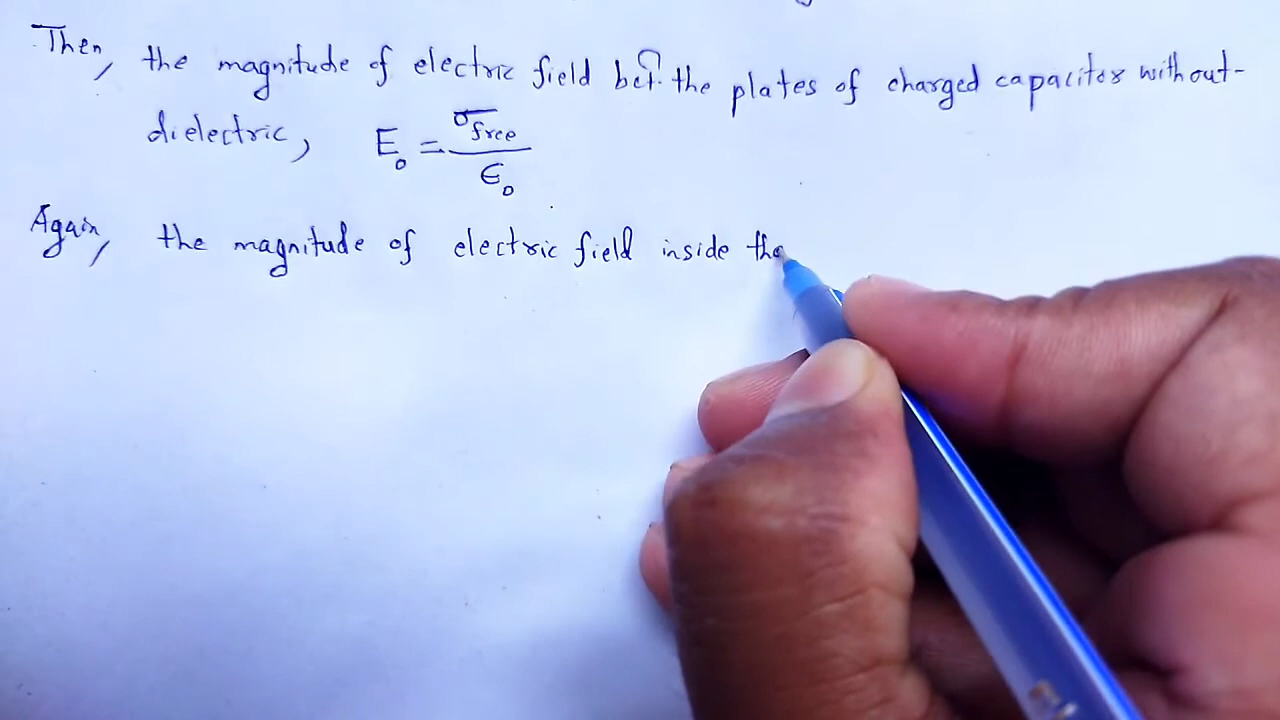 Then, the magnitude of electric field betⁿ the plates of charged capacitor without
dielectric, E₀ = σfree / ϵ₀
Again, the magnitude of electric field inside the